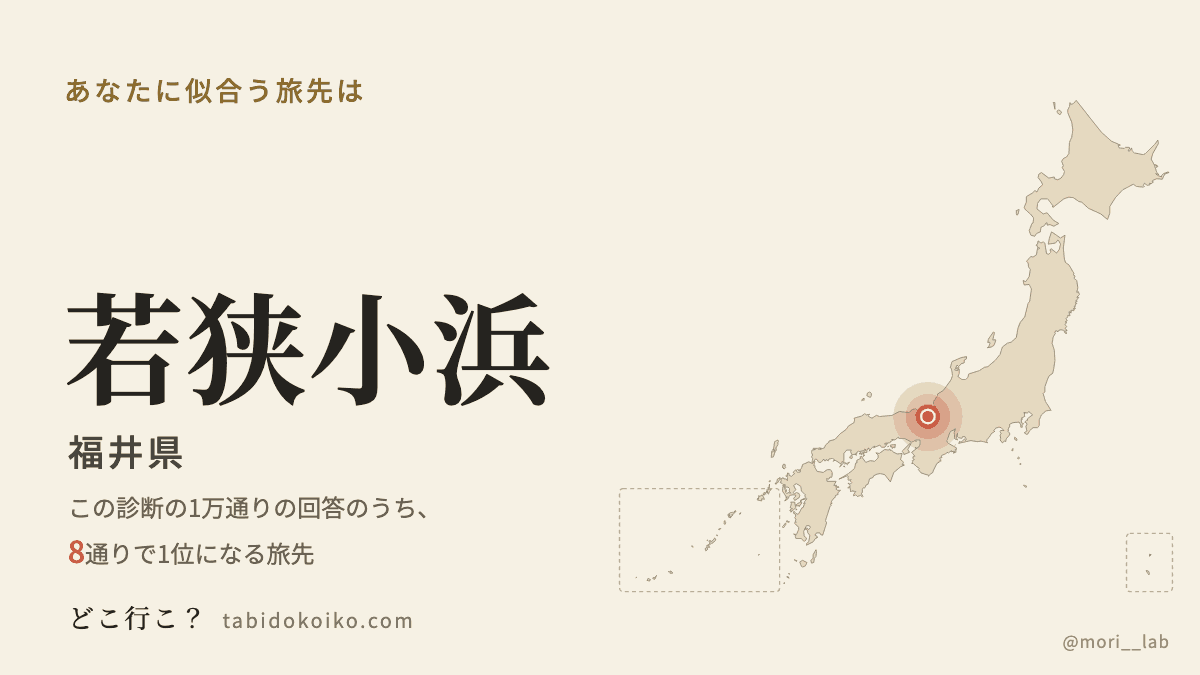 あなたに似合う旅先は
若狭小浜
福井県
この診断の1万通りの回答のうち、
8通りで1位になる旅先
どこ行こ？ tabidokoiko.com
@mori__lab